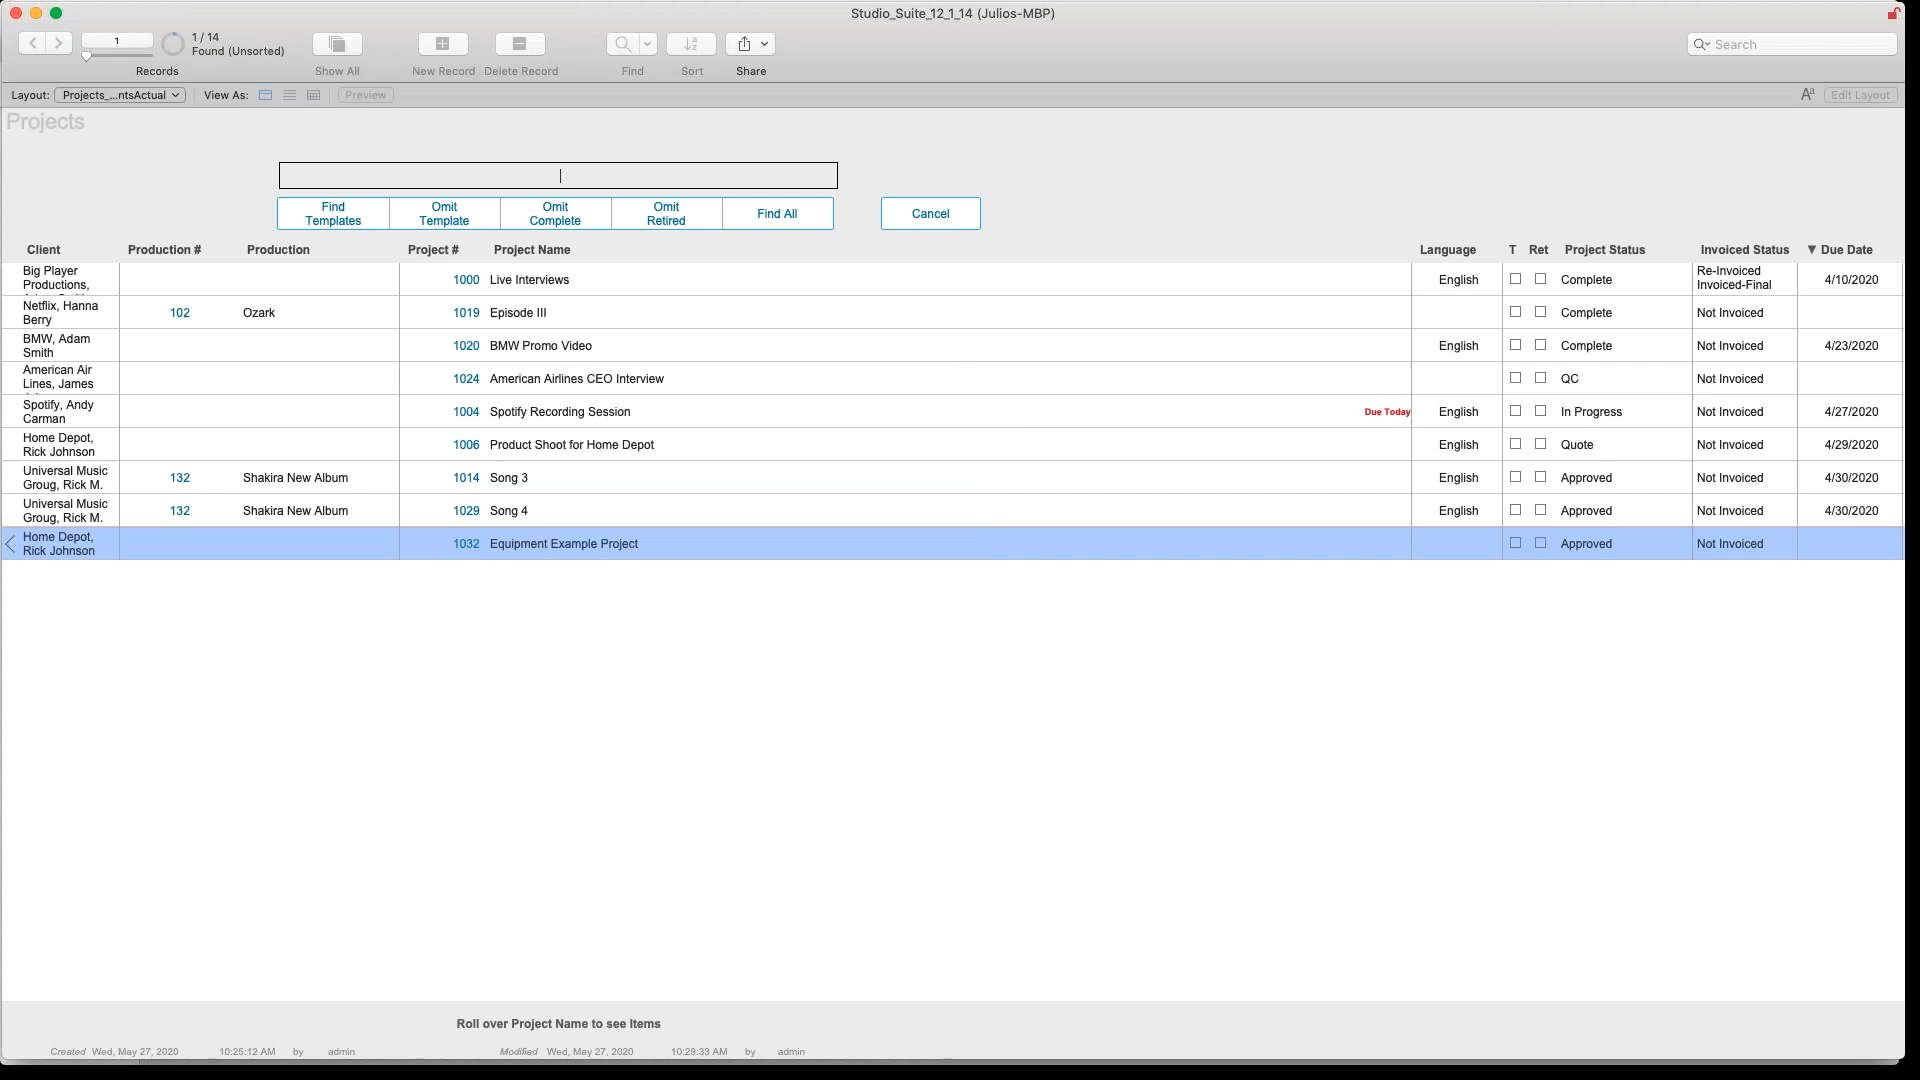 Studio_Suite_12_1_14 (Julios-MBP)
1
1 / 14
Found (Unsorted)
Records
Show All
New Record
Delete Record
Find
Sort
Share
Search
Layout:
Projects_...ntsActual
View As:
Preview
Aa
Edit Layout
Projects
Find
Templates
Omit
Template
Omit
Complete
Omit
Retired
Find All
Cancel
Client Production # Production Project # Project Name Language T Ret Project Status Invoiced Status ▼ Due Date
Big Player
Productions,
1000 Live Interviews English Complete
Re-Invoiced
Invoiced-Final
4/10/2020
Netflix, Hanna
Berry
102 Ozark 1019 Episode III Complete Not Invoiced
BMW, Adam
Smith
1020 BMW Promo Video English Complete Not Invoiced 4/23/2020
American Air
Lines, James
1024 American Airlines CEO Interview QC Not Invoiced
Spotify, Andy
Carman
1004 Spotify Recording Session Due Today English In Progress Not Invoiced 4/27/2020
Home Depot,
Rick Johnson
1006 Product Shoot for Home Depot English Quote Not Invoiced 4/29/2020
Universal Music
Groug, Rick M.
132 Shakira New Album 1014 Song 3 English Approved Not Invoiced 4/30/2020
Universal Music
Groug, Rick M.
132 Shakira New Album 1029 Song 4 English Approved Not Invoiced 4/30/2020
Home Depot,
Rick Johnson
1032 Equipment Example Project Approved Not Invoiced
Roll over Project Name to see Items
Created Wed, May 27, 2020 10:25:12 AM by admin Modified Wed, May 27, 2020 10:29:33 AM by admin